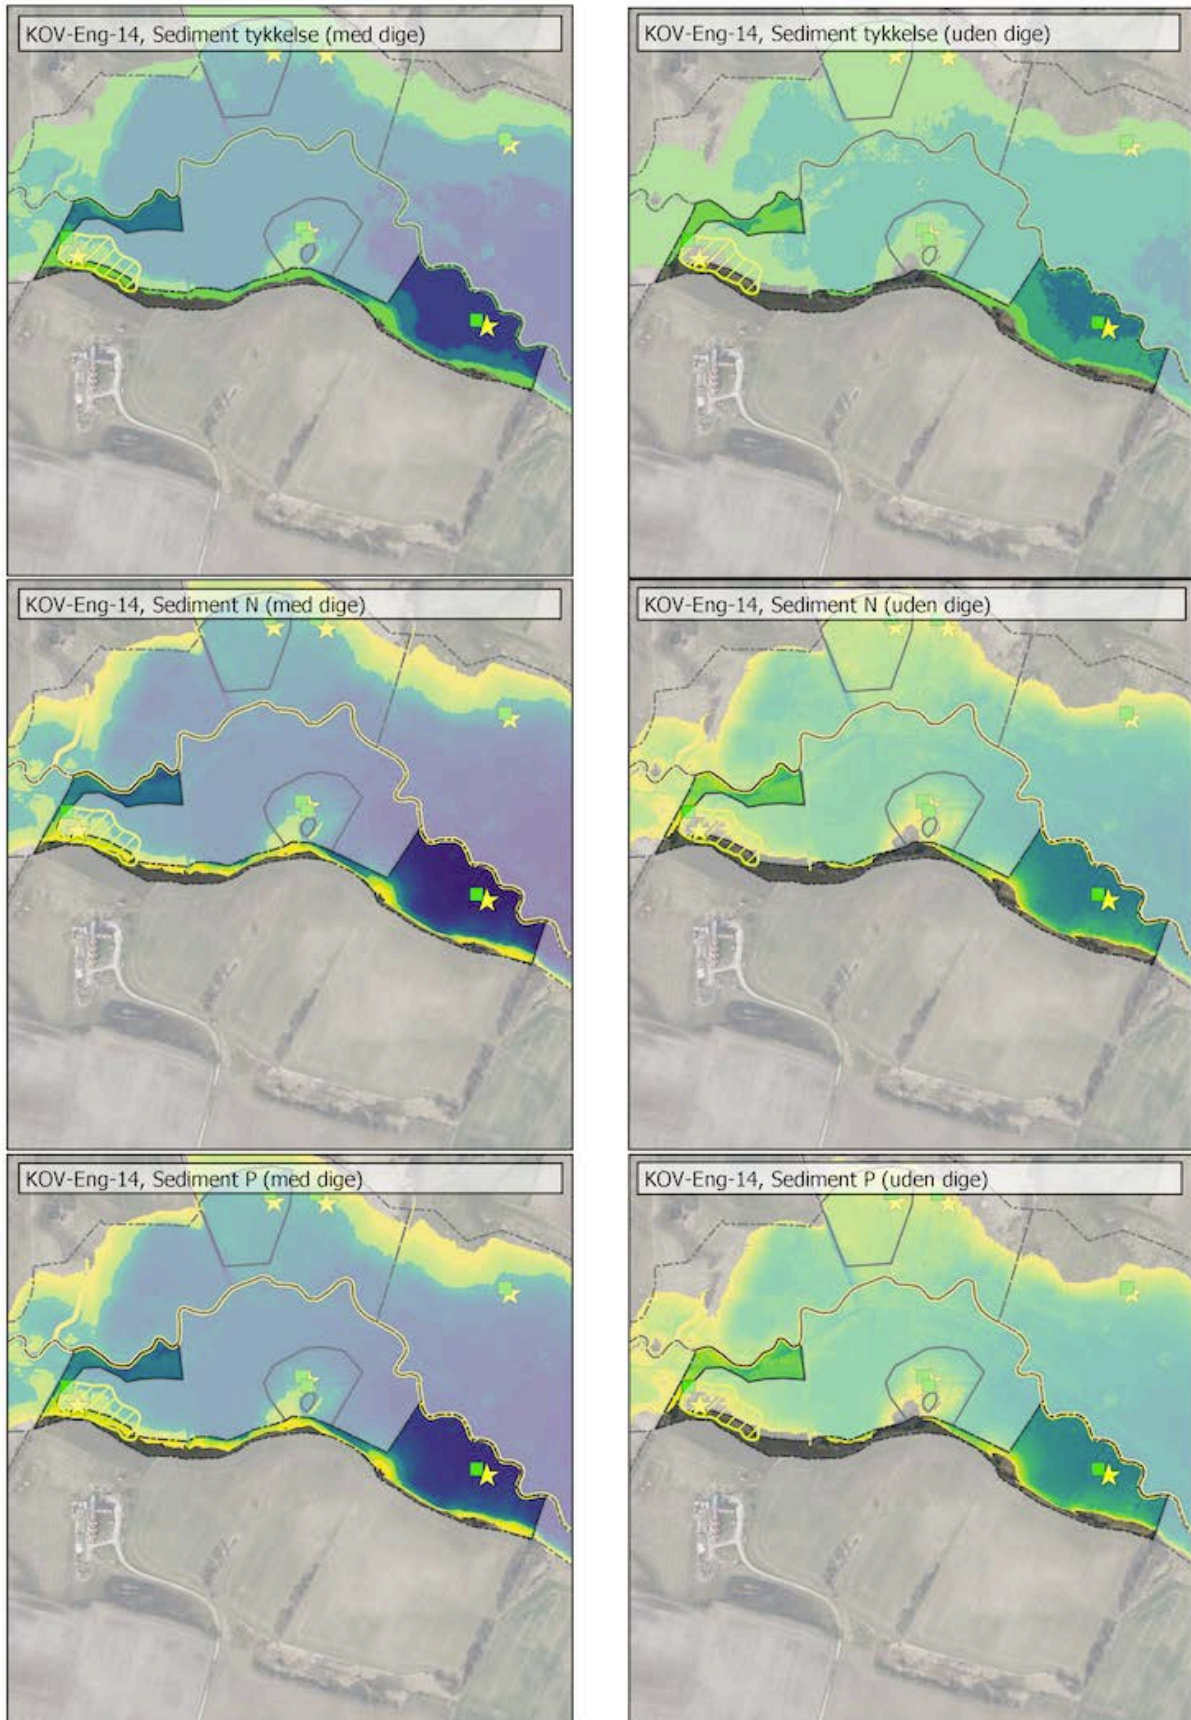 KOV-Eng-14, Sediment tykkelse (med dige)
KOV-Eng-14, Sediment tykkelse (uden dige)
KOV-Eng-14, Sediment N (med dige)
KOV-Eng-14, Sediment N (uden dige)
KOV-Eng-14, Sediment P (med dige)
KOV-Eng-14, Sediment P (uden dige)